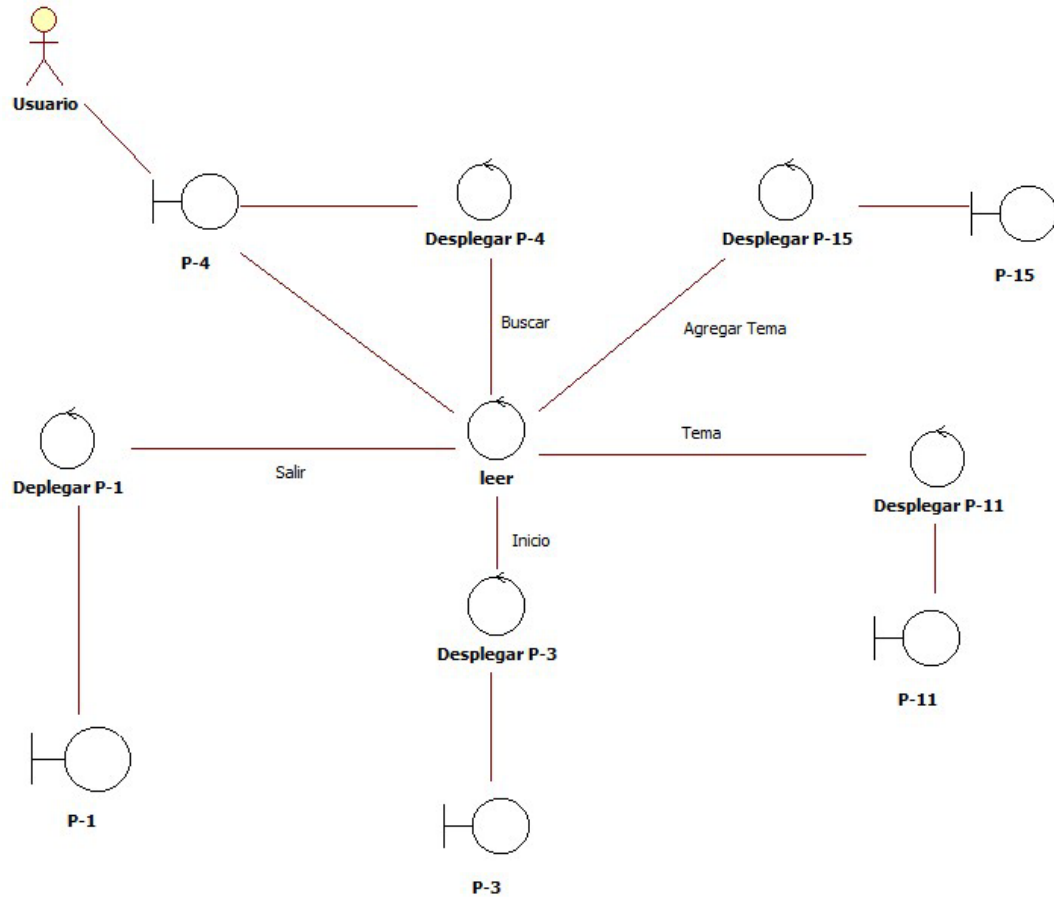 Usuario
P-4
Desplegar P-4
Desplegar P-15
P-15
Buscar
Agregar Tema
Deplegar P-1
Salir
leer
Tema
Desplegar P-11
Inicio
Desplegar P-3
P-11
P-1
P-3